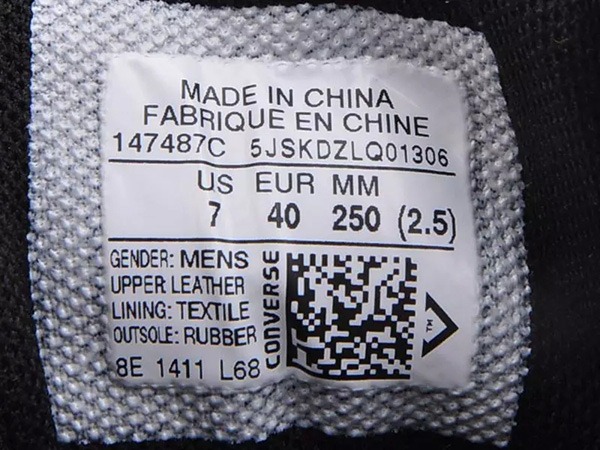 MADE IN CHINA
FABRIQUE EN CHINE
147487C 5JSKDZLQ01306
US EUR MM
7 40 250 (2.5)
GENDER: MENS
UPPER LEATHER
LINING: TEXTILE
OUTSOLE: RUBBER
8E 1411 L68
CONVERSE
TM